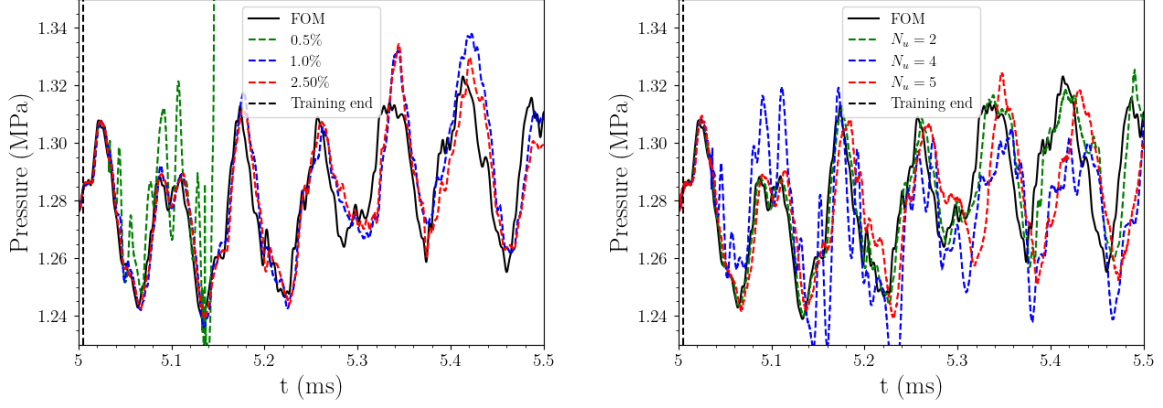 1.34
1.32
1.30
1.28
1.26
1.24
Pressure (MPa)
FOM
0.5%
1.0%
2.50%
Training end
5
5.1
5.2
5.3
5.4
5.5
t (ms)
1.34
1.32
1.30
1.28
1.26
1.24
Pressure (MPa)
FOM
N_u = 2
N_u = 4
N_u = 5
Training end
5
5.1
5.2
5.3
5.4
5.5
t (ms)